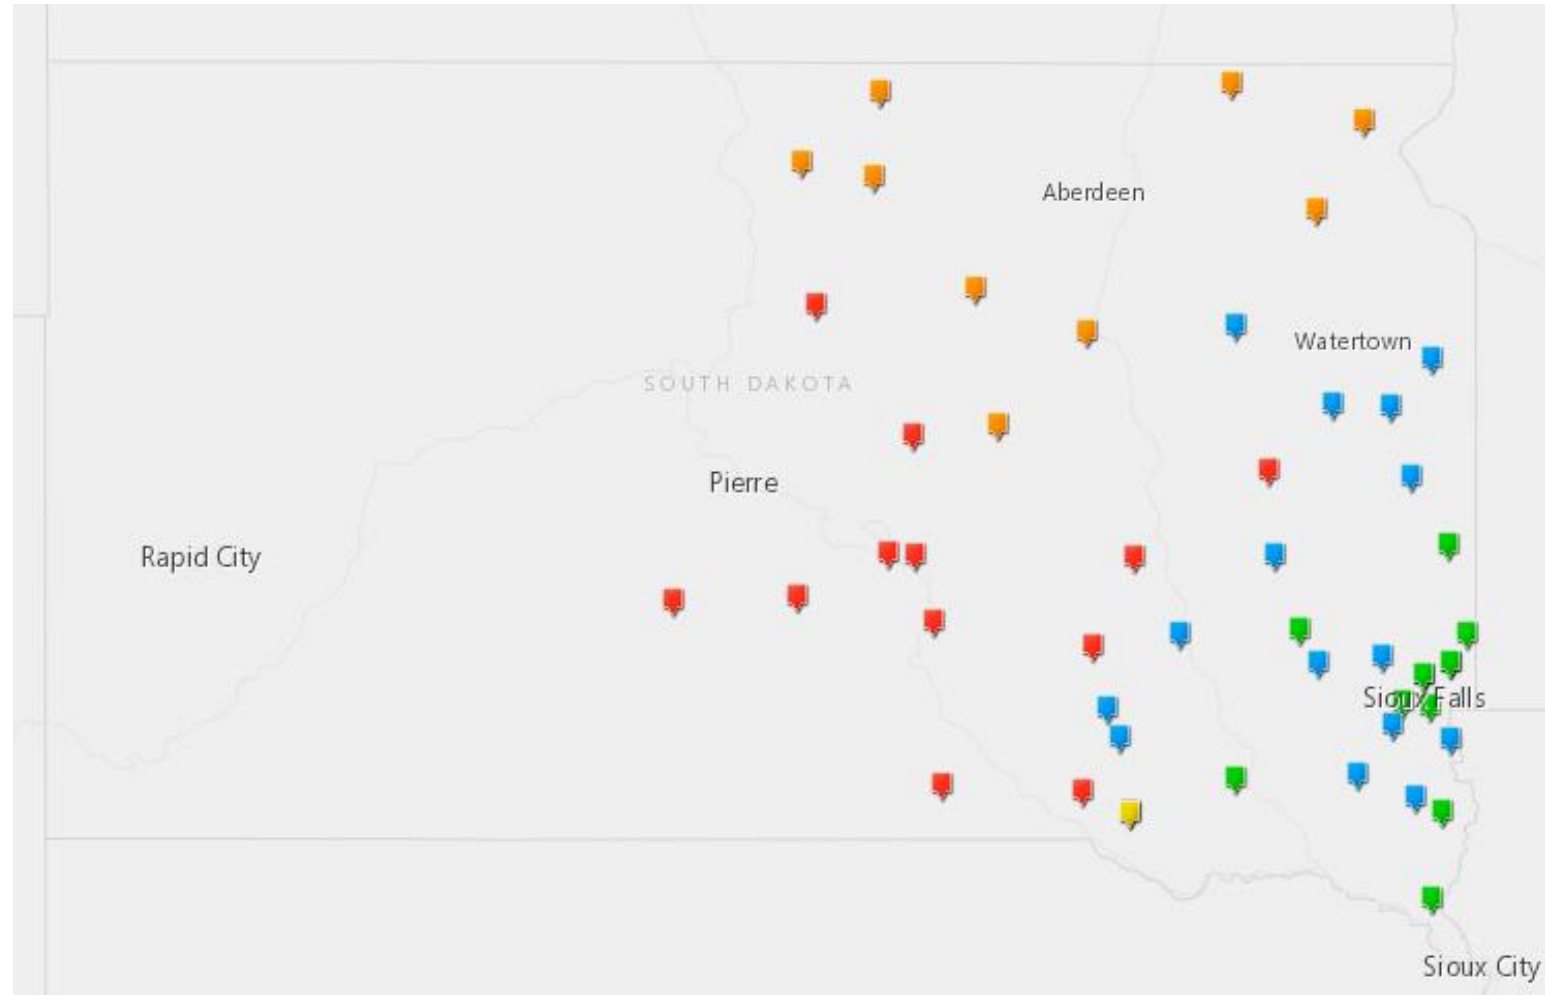 Aberdeen
Watertown
SOUTH DAKOTA
Pierre
Rapid City
Sioux Falls
Sioux City